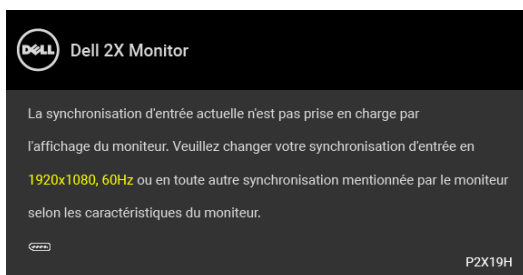 DELL Dell 2X Monitor
La synchronisation d'entrée actuelle n'est pas prise en charge par
l'affichage du moniteur. Veuillez changer votre synchronisation d'entrée en
1920x1080, 60Hz ou en toute autre synchronisation mentionnée par le moniteur
selon les caractéristiques du moniteur.
P2X19H